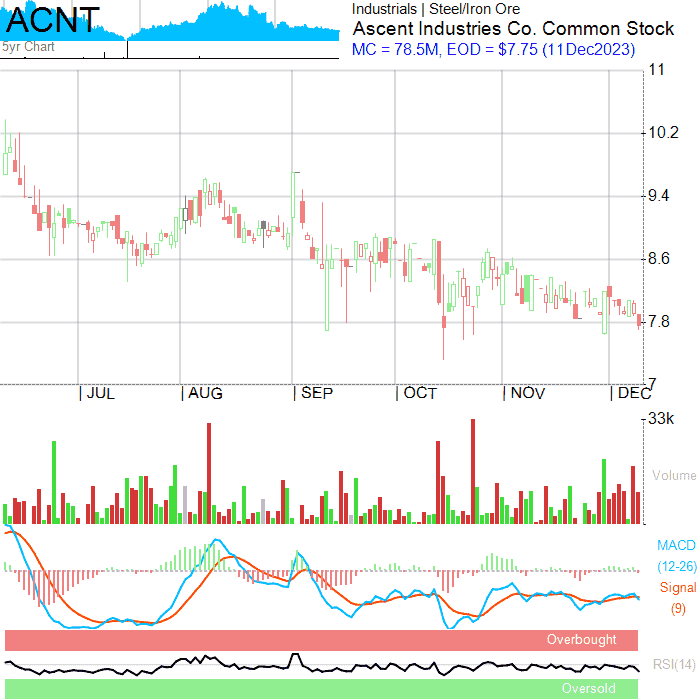 ACNT
5yr Chart
Industrials | Steel/Iron Ore
Ascent Industries Co. Common Stock
MC = 78.5M, EOD = $7.75 (11Dec2023)
11
10.2
9.4
8.6
7.8
7
JUL
AUG
SEP
OCT
NOV
DEC
33k
Volume
MACD
(12-26)
Signal
(9)
Overbought
RSI(14)
Oversold